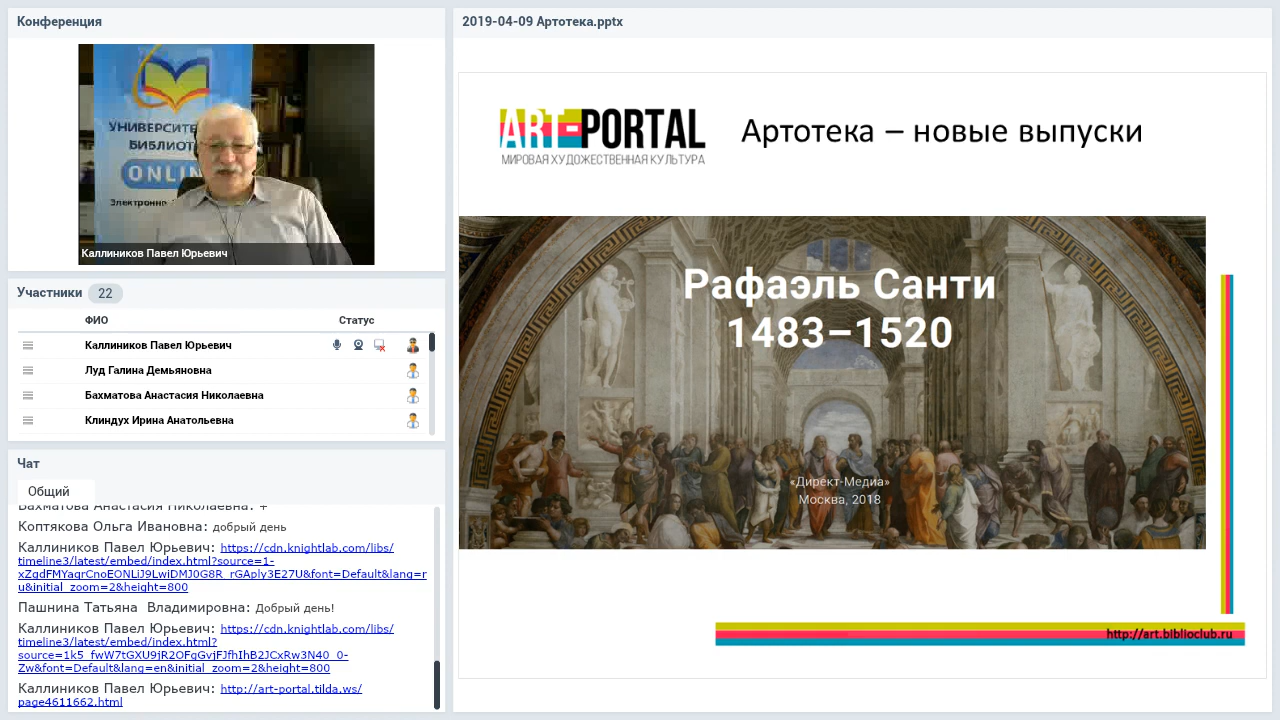 Конференция
УНИВЕРСИТЕ
БИБЛИОТ
ONLIN
Электронно
Каллиников Павел Юрьевич
Участники 22
ФИО Статус
Каллиников Павел Юрьевич
Луд Галина Демьяновна
Бахматова Анастасия Николаевна
Клиндух Ирина Анатольевна
Чат
Общий
Бахматова Анастасия Николаевна: +
Коптякова Ольга Ивановна: добрый день
Каллиников Павел Юрьевич: https://cdn.knightlab.com/libs/
timeline3/latest/embed/index.html?source=1-
xZgdFMYaqrCnoEONLiJ9LwiDMJ0G8R_rGAply3E27U&font=Default&lang=r
u&initial_zoom=2&height=800
Пашнина Татьяна Владимировна: Добрый день!
Каллиников Павел Юрьевич: https://cdn.knightlab.com/libs/
timeline3/latest/embed/index.html?
source=1k5_fwW7tGXU9jR2OFqGvjFJfhIhB2JCxRw3N40_0-
Zw&font=Default&lang=en&initial_zoom=2&height=800
Каллиников Павел Юрьевич: http://art-portal.tilda.ws/
page4611662.html
2019-04-09 Артотека.pptx
ART-PORTAL
МИРОВАЯ ХУДОЖЕСТВЕННАЯ КУЛЬТУРА
Артотека – новые выпуски
Рафаэль Санти
1483–1520
«Директ-Медиа»
Москва, 2018
http://art.biblioclub.ru